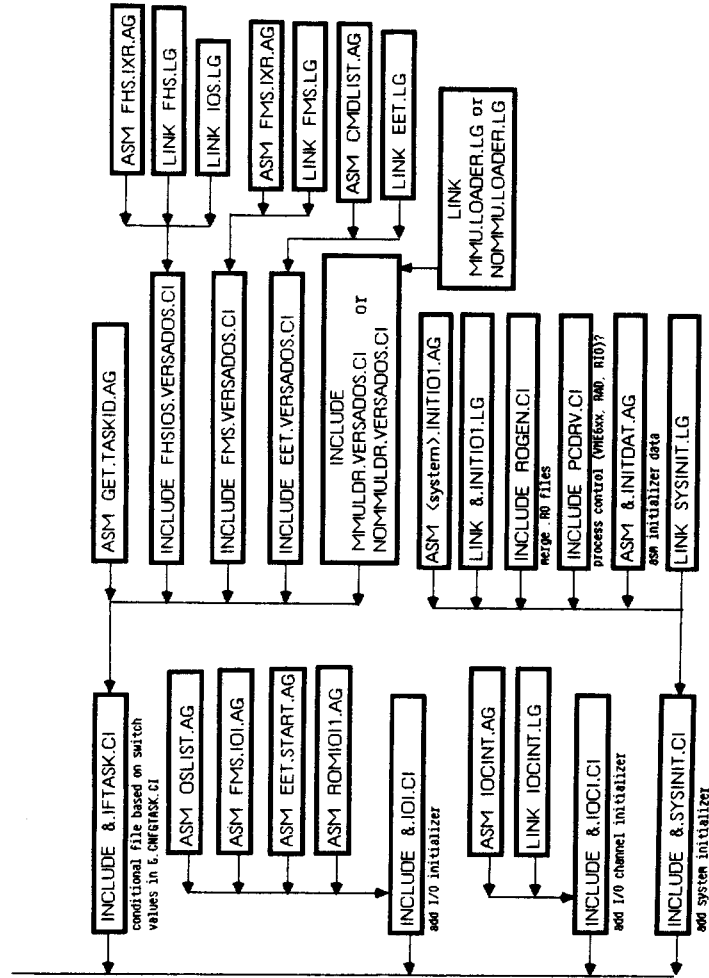 INCLUDE &.IFTASK.CI
conditional file based on switch
values in &.CNFGTASK.CI
ASM GET.TASKID.AG
INCLUDE FHSIOS.VERSADOS.CI
ASM FHS.IXR.AG
LINK FHS.LG
LINK IOS.LG
INCLUDE FMS.VERSADOS.CI
ASM FMS.IXR.AG
LINK FMS.LG
INCLUDE EET.VERSADOS.CI
ASM CMDLIST.AG
LINK EET.LG
INCLUDE
MMULDR.VERSADOS.CI or
NOMMULDR.VERSADOS.CI
LINK
MMU.LOADER.LG or
NOMMU.LOADER.LG
ASM OSLIST.AG
ASM FMS.IOI.AG
ASM EET.START.AG
ASM ROMIOI1.AG
INCLUDE &.IOI.CI
add I/O initializer
ASM IOCINT.AG
LINK IOCINT.LG
INCLUDE &.IOCI.CI
add I/O channel initializer
ASM <system>.INITIO1.AG
LINK &.INITIO1.LG
INCLUDE ROGEN.CI
merge .RO files
INCLUDE PCDRV.CI
process control (VME6xx, RAD, RIO)?
ASM &.INITDAT.AG
asm initializer data
LINK SYSINIT.LG
INCLUDE &.SYSINIT.CI
add system initializer